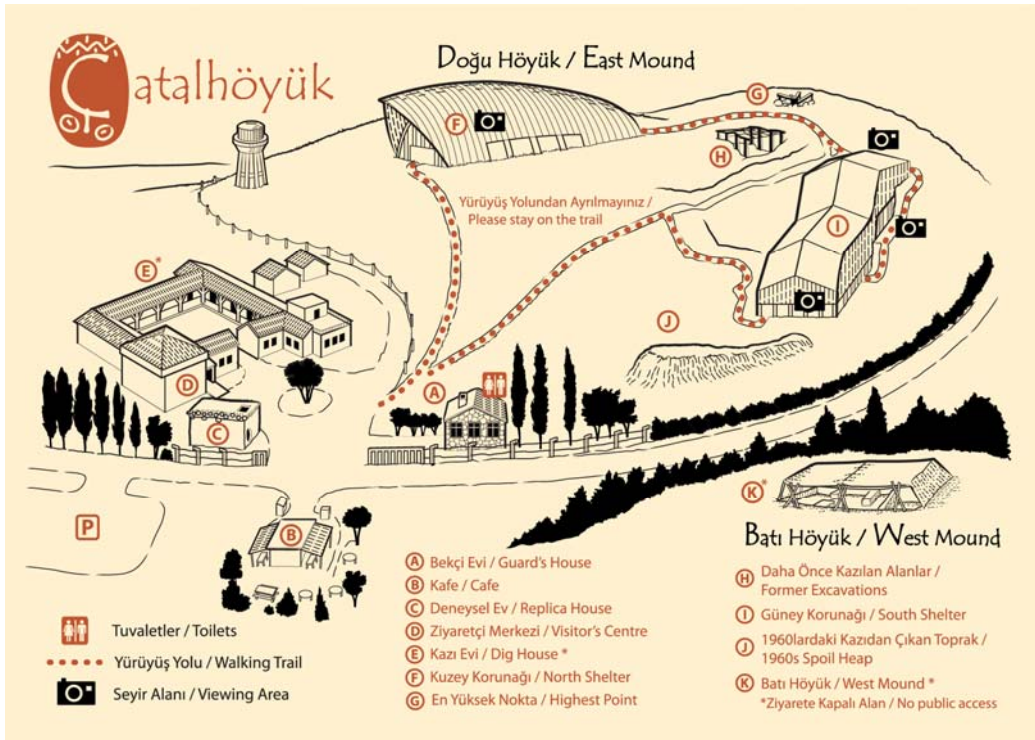 Çatalhöyük
Doğu Höyük / East Mound
G
F
H
Yürüyüş Yolundan Ayrılmayınız /
Please stay on the trail
I
E*
J
D
A
C
K*
P
B
Batı Höyük / West Mound
Tuvaletler / Toilets
Yürüyüş Yolu / Walking Trail
Seyir Alanı / Viewing Area
A Bekçi Evi / Guard's House
B Kafe / Cafe
C Deneysel Ev / Replica House
D Ziyaretçi Merkezi / Visitor's Centre
E Kazı Evi / Dig House *
F Kuzey Korunağı / North Shelter
G En Yüksek Nokta / Highest Point
H Daha Önce Kazılan Alanlar /
Former Excavations
I Güney Korunağı / South Shelter
J 1960lardaki Kazıdan Çıkan Toprak /
1960s Spoil Heap
K Batı Höyük / West Mound *
*Ziyarete Kapalı Alan / No public access